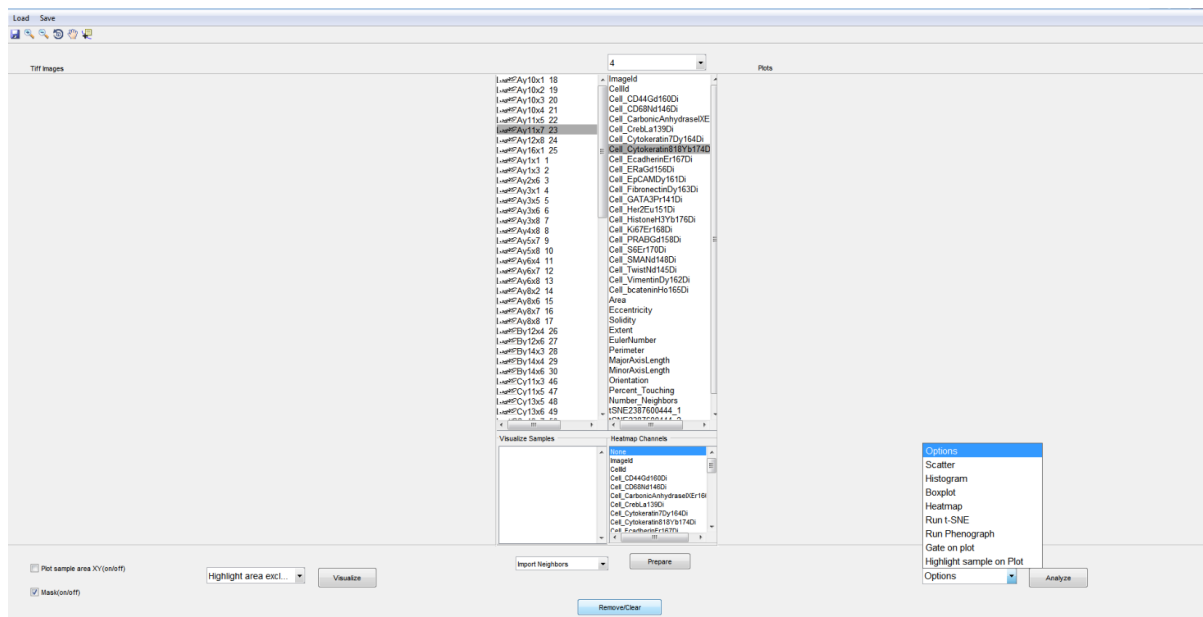 Load Save
Tiff Images
4
Plots
Ay10x1 18
Ay10x2 19
Ay10x3 20
Ay10x4 21
Ay11x5 22
Ay11x7 23
Ay12x8 24
Ay16x1 25
Ay1x1 1
Ay1x3 2
Ay2x6 3
Ay3x1 4
Ay3x5 5
Ay3x6 6
Ay3x8 7
Ay4x8 8
Ay5x7 9
Ay5x8 10
Ay6x4 11
Ay6x7 12
Ay6x8 13
Ay8x2 14
Ay8x6 15
Ay8x7 16
Ay8x8 17
By12x4 26
By12x6 27
By14x3 28
By14x4 29
By14x6 30
Cy11x3 46
Cy11x5 47
Cy13x5 48
Cy13x6 49
ImageId
CellId
Cell_CD44Gd160Di
Cell_CD68Nd146Di
Cell_CarbonicAnhydraseIXE
Cell_CrebLa139Di
Cell_Cytokeratin7Dy164Di
Cell_Cytokeratin818Yb174D
Cell_EcadherinEr167Di
Cell_ERaGd156Di
Cell_EpCAMDy161Di
Cell_FibronectinDy163Di
Cell_GATA3Pr141Di
Cell_Her2Eu151Di
Cell_HistoneH3Yb176Di
Cell_Ki67Er168Di
Cell_PRABGd158Di
Cell_S6Er170Di
Cell_SMANd148Di
Cell_TwistNd145Di
Cell_VimentinDy162Di
Cell_bcateninHo165Di
Area
Eccentricity
Solidity
Extent
EulerNumber
Perimeter
MajorAxisLength
MinorAxisLength
Orientation
Percent_Touching
Number_Neighbors
tSNE2387600444_1
Visualize Samples
Heatmap Channels
None
ImageId
CellId
Cell_CD44Gd160Di
Cell_CD68Nd146Di
Cell_CarbonicAnhydraseIXEr166
Cell_CrebLa139Di
Cell_Cytokeratin7Dy164Di
Cell_Cytokeratin818Yb174Di
Cell_EcadherinEr167Di
Options
Scatter
Histogram
Boxplot
Heatmap
Run t-SNE
Run Phenograph
Gate on plot
Highlight sample on Plot
Plot sample area XY(on/off)
Mask(on/off)
Highlight area excl...
Visualize
Import Neighbors
Prepare
Remove/Clear
Options
Analyze